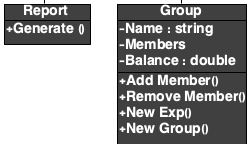 Report
+Generate ()
Group
-Name : string
-Members
-Balance : double
+Add Member()
+Remove Member()
+New Exp()
+New Group()